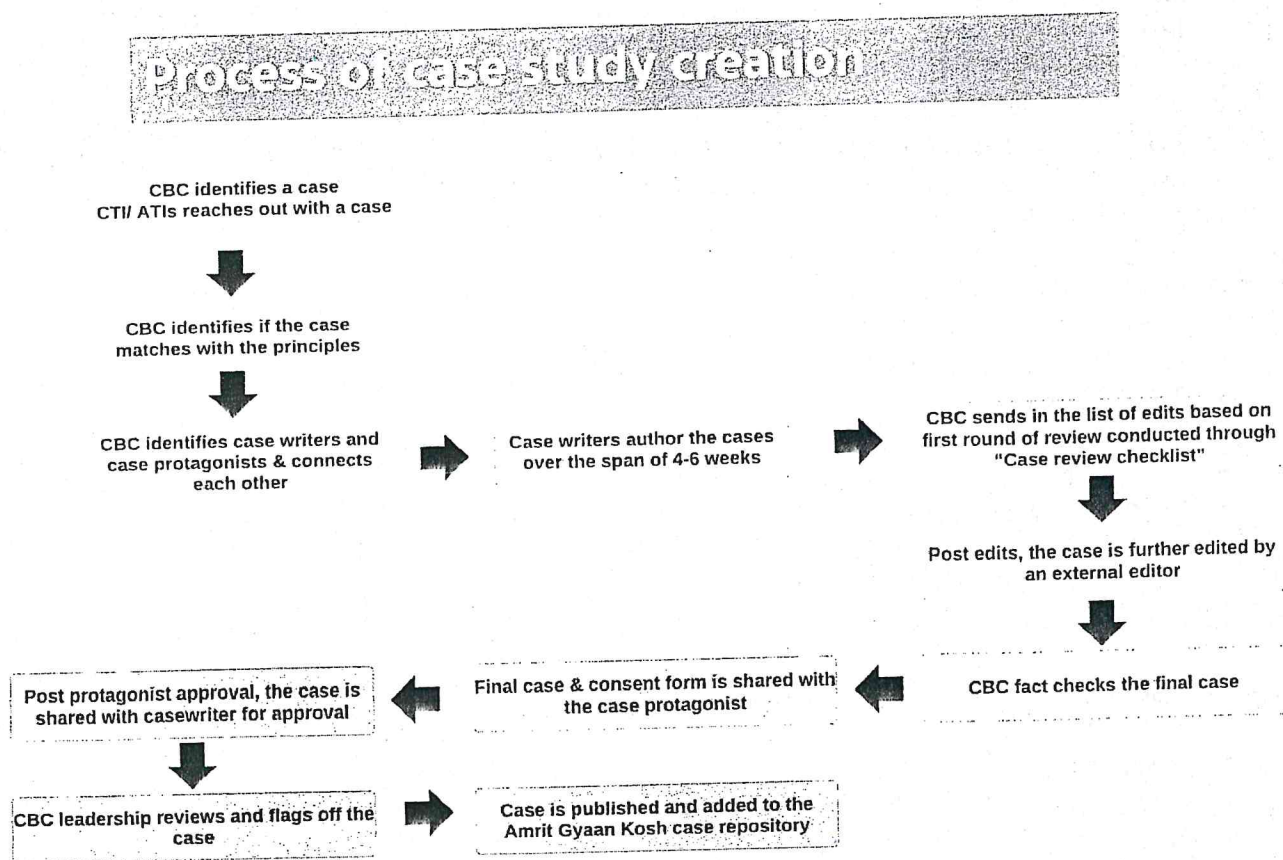 Process of case study creation
CBC identifies a case
CTI/ ATIs reaches out with a case
CBC identifies if the case
matches with the principles
CBC identifies case writers and
case protagonists & connects
each other
Case writers author the cases
over the span of 4-6 weeks
CBC sends in the list of edits based on
first round of review conducted through
"Case review checklist"
Post edits, the case is further edited by
an external editor
CBC fact checks the final case
Final case & consent form is shared with
the case protagonist
Post protagonist approval, the case is
shared with casewriter for approval
CBC leadership reviews and flags off the
case
Case is published and added to the
Amrit Gyaan Kosh case repository